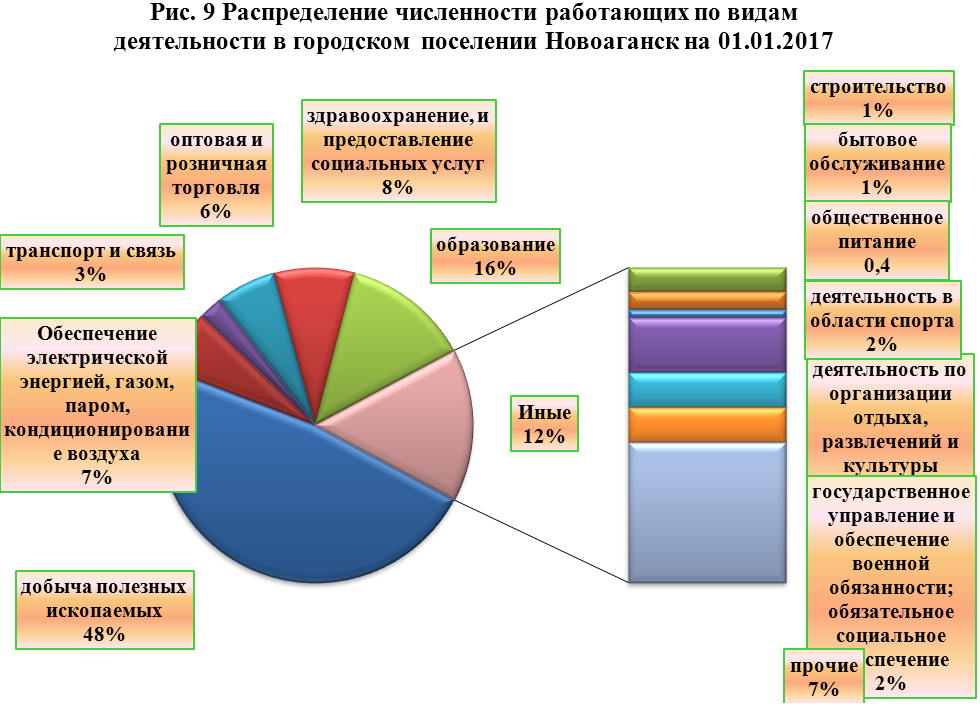 Рис. 9 Распределение численности работающих по видам
деятельности в городском поселении Новоаганск на 01.01.2017
строительство
1%
бытовое
обслуживание
1%
общественное
питание
0,4
деятельность в
области спорта
2%
деятельность по
организации
отдыха,
развлечений и
культуры
государственное
управление и
обеспечение
военной
обязанности;
обязательное
социальное
спечение
2%
прочие
7%
здравоохранение, и
предоставление
социальных услуг
8%
оптовая и
розничная
торговля
6%
образование
16%
транспорт и связь
3%
Обеспечение
электрической
энергией, газом,
паром,
кондиционировани
е воздуха
7%
Иные
12%
добыча полезных
ископаемых
48%